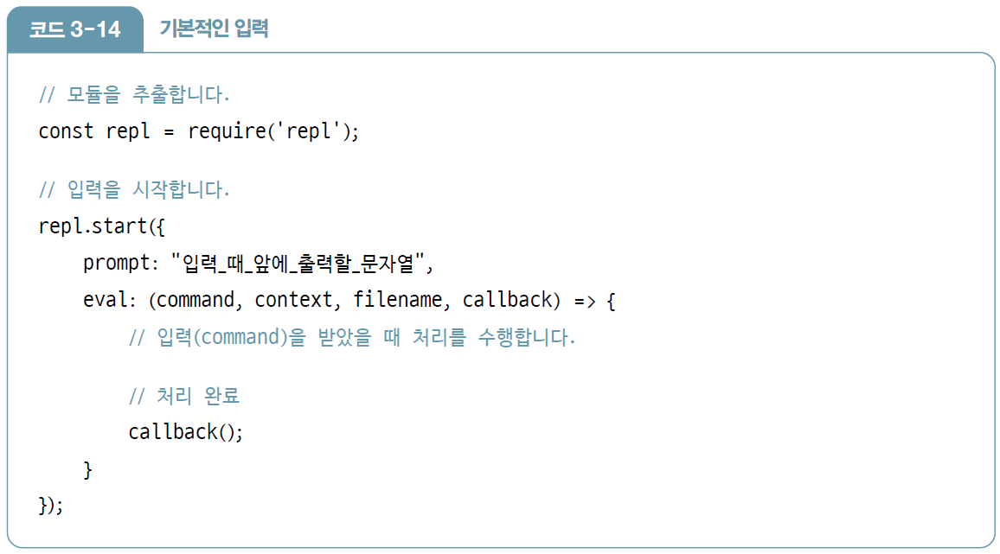 코드 3-14 기본적인 입력
// 모듈을 추출합니다.
const repl = require('repl');
// 입력을 시작합니다.
repl.start({
prompt: "입력_때_앞에_출력할_문자열",
eval: (command, context, filename, callback) => {
// 입력(command)을 받았을 때 처리를 수행합니다.
// 처리 완료
callback();
}
});